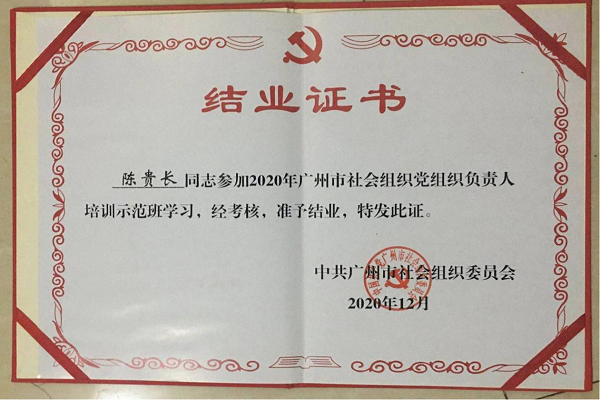 结业证书
陈贵长同志参加2020年广州市社会组织党组织负责人
培训示范班学习，经考核，准予结业，特发此证。
中共广州市社会组织委员会
2020年12月